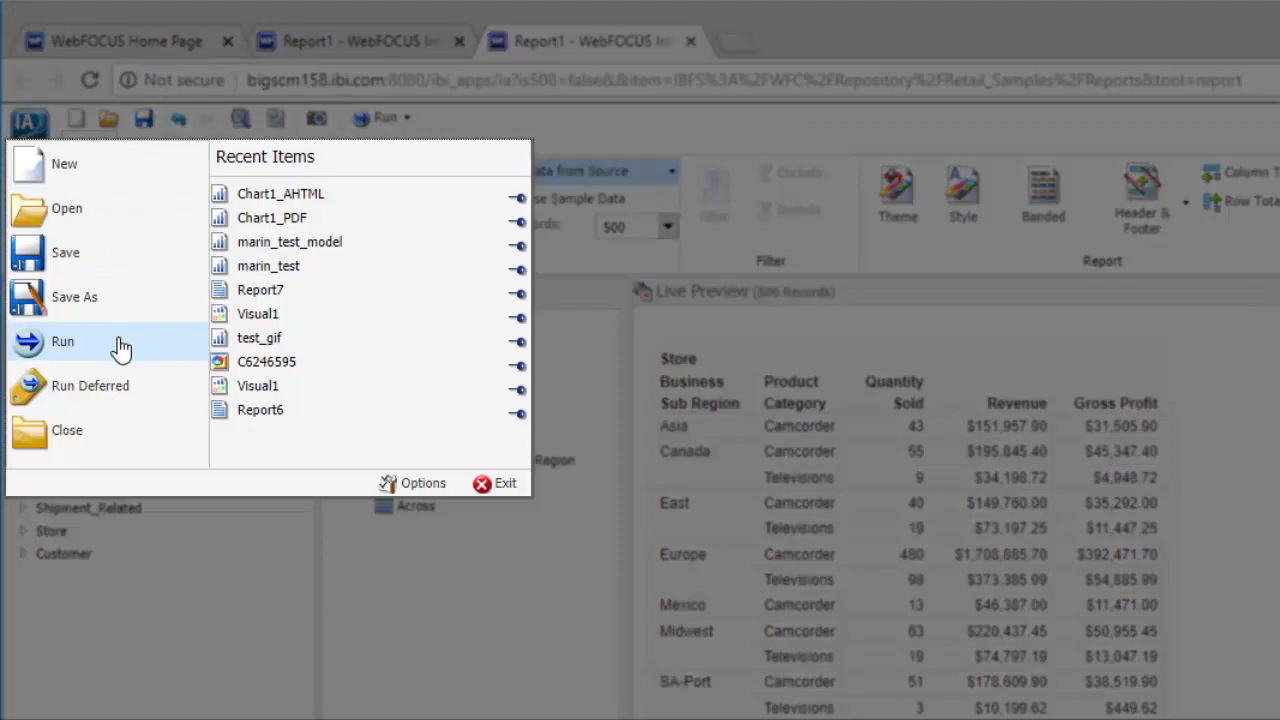 WebFOCUS Home Page
Report1 - WebFOCUS In
Report1 - WebFOCUS In
Not secure bigscm158.ibi.com:8080/ibi_apps/ia?is508=false&&item=IBFS%3A%2FWFC%2FRepository%2FRetail_Samples%2FReports&tool=report
IA
Run
New
Open
Save
Save As
Run
Run Deferred
Close
Recent Items
Chart1_AHTML
Chart1_PDF
marin_test_model
marin_test
Report7
Visual1
test_gif
C6246595
Visual1
Report6
Options
Exit
ata from Source
se Sample Data
rds: 500
Filter
Exclude
Include
Filter
Theme
Style
Banded
Header & Footer
Column T
Row Tota
Report
Region
Across
Shipment_Related
Store
Customer
Live Preview (500 Records)
Store
Business Product Quantity
Sub Region Category Sold Revenue Gross Profit
Asia Camcorder 43 $151,957.90 $31,505.90
Canada Camcorder 55 $195,845.40 $45,347.40
Televisions 9 $34,198.72 $4,948.72
East Camcorder 40 $149,760.00 $35,292.00
Televisions 19 $73,197.25 $11,447.25
Europe Camcorder 480 $1,708,885.70 $392,471.70
Televisions 98 $373,385.99 $54,885.99
Mexico Camcorder 13 $46,387.00 $11,471.00
Midwest Camcorder 63 $220,437.45 $50,955.45
Televisions 19 $74,797.19 $13,047.19
SA-Port Camcorder 51 $178,609.90 $38,519.90
Televisions 3 $10,199.62 $449.62